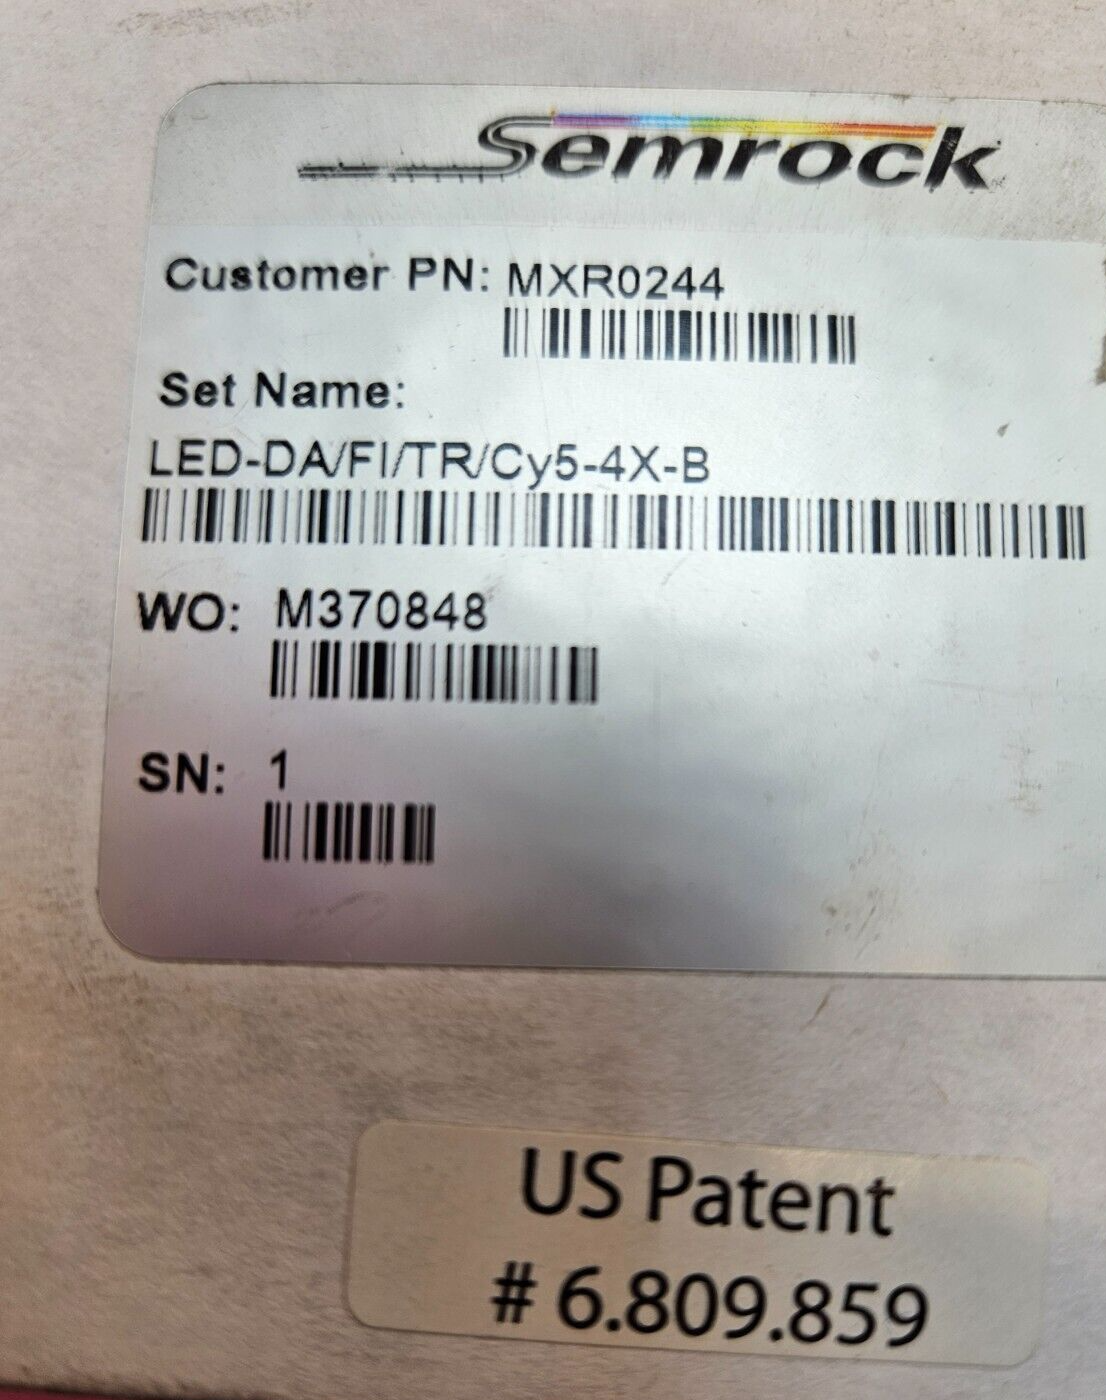 Semrock
Customer PN: MXR0244
Set Name:
LED-DA/FI/TR/Cy5-4X-B
WO: M370848
SN: 1
US Patent
# 6.809.859